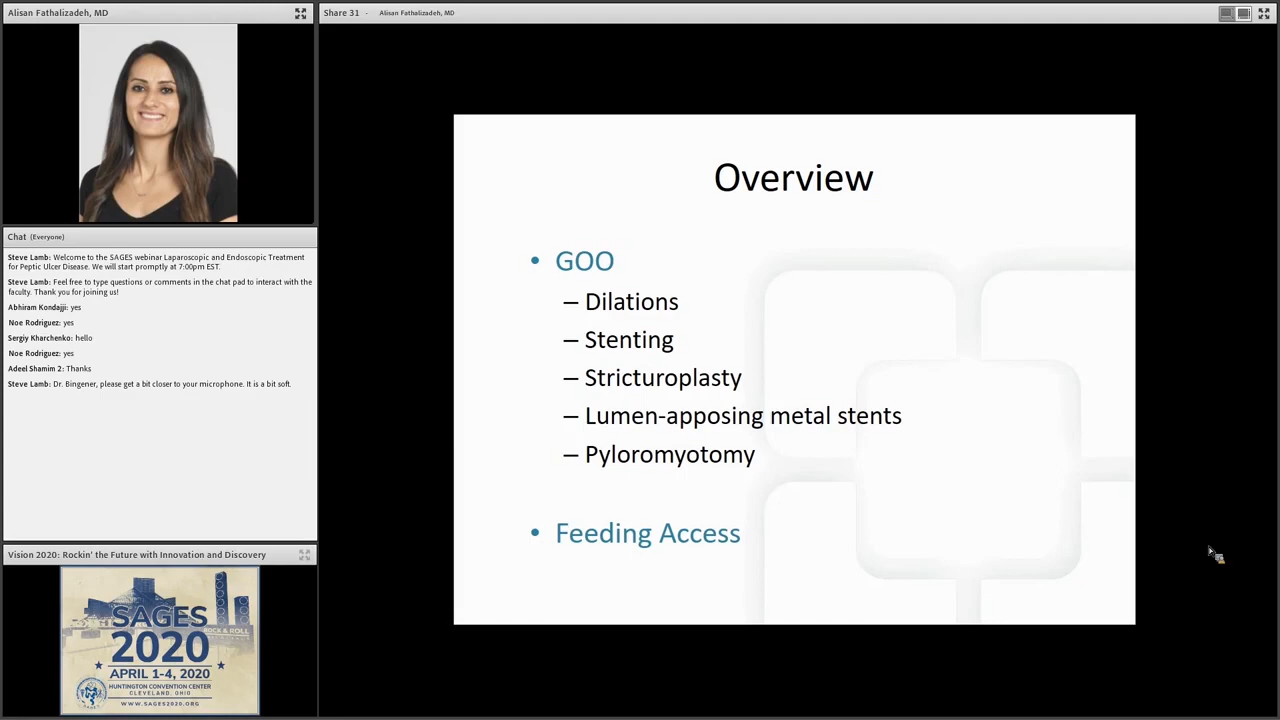 Alisan Fathalizadeh, MD
Share 31 - Alisan Fathalizadeh, MD
Chat (Everyone)
Steve Lamb: Welcome to the SAGES webinar Laparoscopic and Endoscopic Treatment
for Peptic Ulcer Disease. We will start promptly at 7:00pm EST.
Steve Lamb: Feel free to type questions or comments in the chat pad to interact with the
faculty. Thank you for joining us!
Abhiram Kondajji: yes
Noe Rodriguez: yes
Sergiy Kharchenko: hello
Noe Rodriguez: yes
Adeel Shamim 2: Thanks
Steve Lamb: Dr. Bingener, please get a bit closer to your microphone. It is a bit soft.
Vision 2020: Rockin' the Future with Innovation and Discovery
SAGES
ROCK & ROLL
2020
APRIL 1-4, 2020
HUNTINGTON CONVENTION CENTER
CLEVELAND, OHIO
WWW.SAGES2020.ORG
Overview
• GOO
– Dilations
– Stenting
– Stricturoplasty
– Lumen-apposing metal stents
– Pyloromyotomy
• Feeding Access